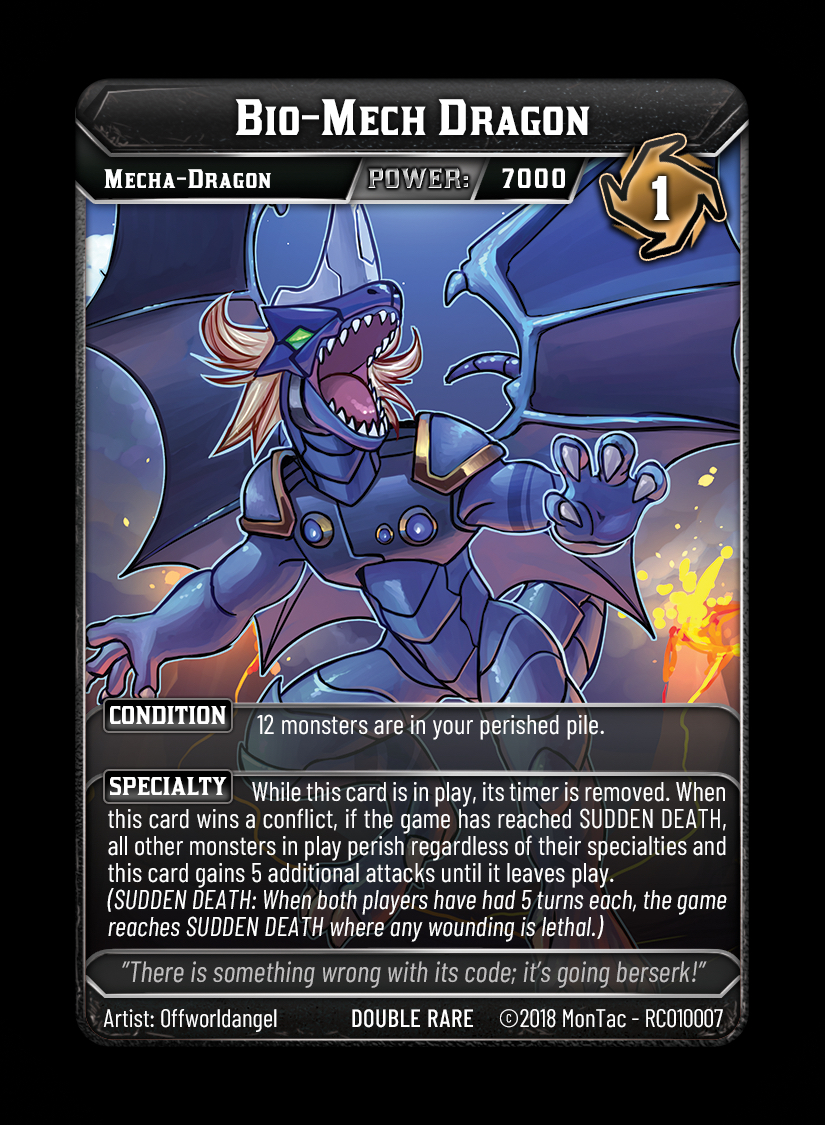 Bio-Mech Dragon
Mecha-Dragon POWER: 7000
1
CONDITION 12 monsters are in your perished pile.
SPECIALTY While this card is in play, its timer is removed. When
this card wins a conflict, if the game has reached SUDDEN DEATH,
all other monsters in play perish regardless of their specialties and
this card gains 5 additional attacks until it leaves play.
(SUDDEN DEATH: When both players have had 5 turns each, the game
reaches SUDDEN DEATH where any wounding is lethal.)
"There is something wrong with its code; it's going berserk!"
Artist: Offworldangel DOUBLE RARE ©2018 MonTac - RC010007